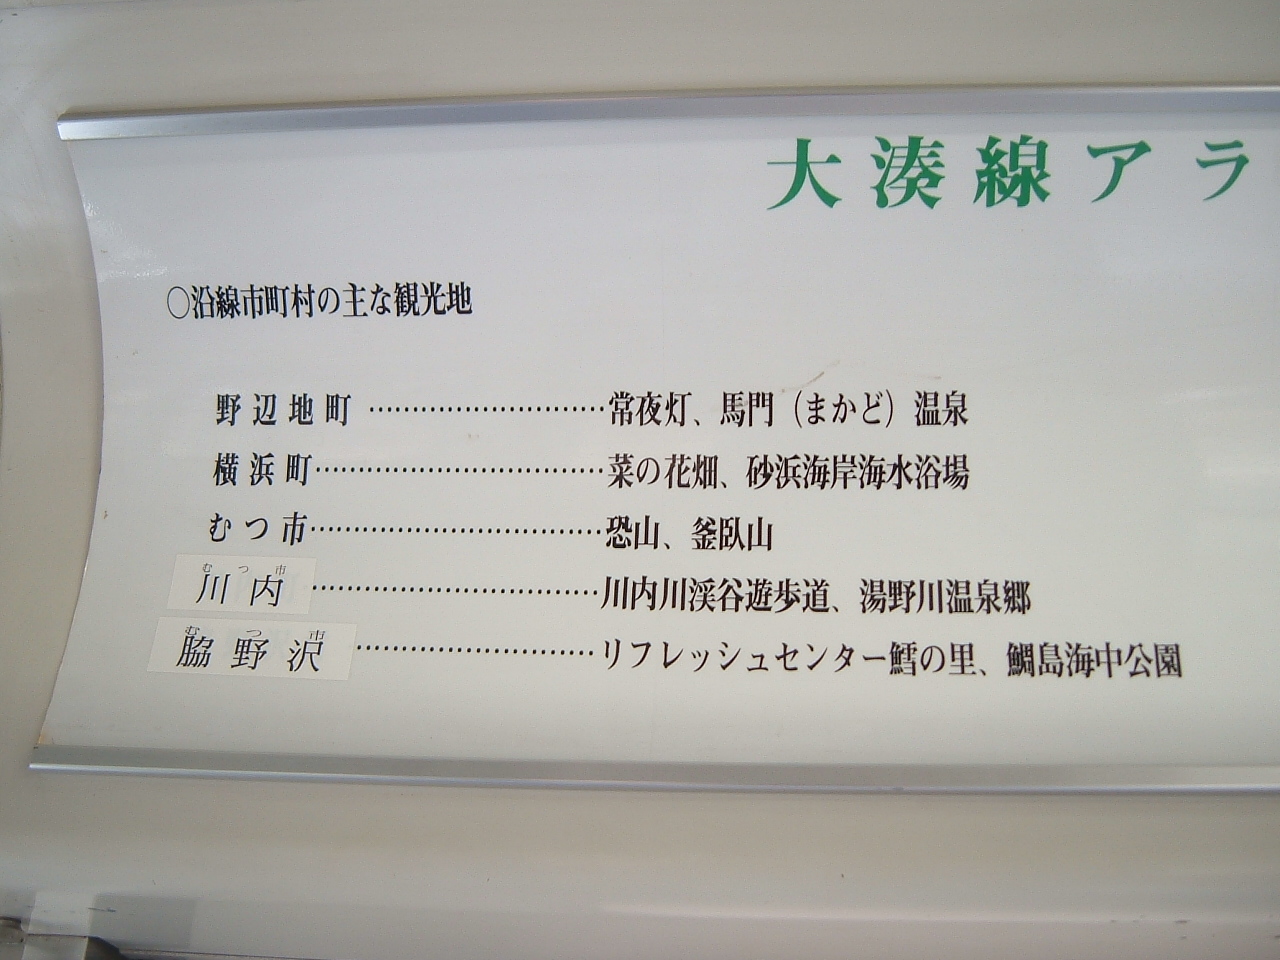 大湊線アラ
○沿線市町村の主な観光地
野辺地町…………………………常夜灯、馬門（まかど）温泉
横浜町………………………………菜の花畑、砂浜海岸海水浴場
むつ市………………………………恐山、釜臥山
むつ市
川内………………………………川内川渓谷遊歩道、湯野川温泉郷
むつ市
脇野沢…………………………リフレッシュセンター鱈の里、鯛島海中公園